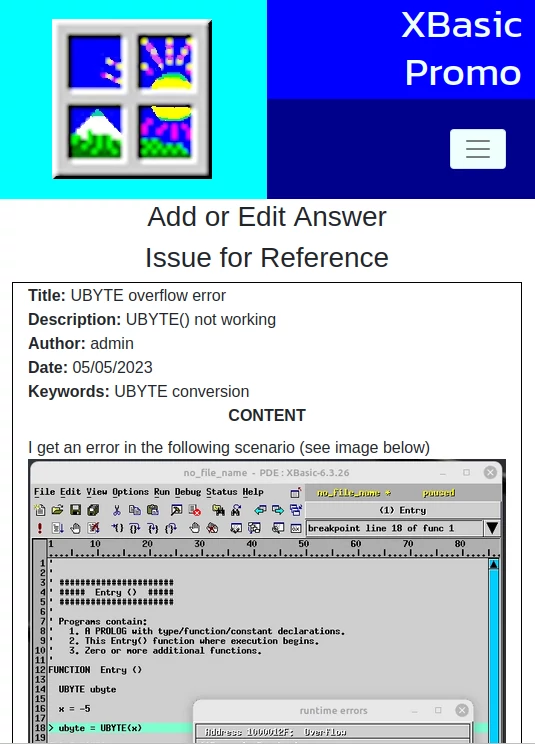 XBasic
Promo
Add or Edit Answer
Issue for Reference
Title: UBYTE overflow error
Description: UBYTE() not working
Author: admin
Date: 05/05/2023
Keywords: UBYTE conversion
CONTENT
I get an error in the following scenario (see image below)
no_file_name - PDE : XBasic-6.3.26
File Edit View Options Run Debug Status Help
no_file_name * paused
(1) Entry
breakpoint line 18 of func 1
1 10 20 30 40 50 60 70 80
1 '
2 '
3 ' ######################
4 ' ##### Entry () #####
5 ' ######################
6 '
7 ' Programs contain:
8 ' 1. A PROLOG with type/function/constant declarations.
9 ' 2. This Entry() function where execution begins.
10 ' 3. Zero or more additional functions.
11 '
12 FUNCTION Entry ()
13
14 UBYTE ubyte
15
16 x = -5
17
18 > ubyte = UBYTE(x)
runtime errors
Address 1000012F: Overflow